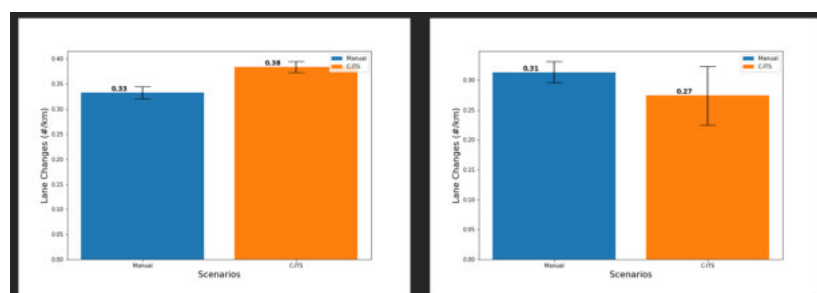 Manual
C-ITS
0.33
0.38
0.40
0.35
0.30
0.25
0.20
0.15
0.10
0.05
0.00
Lane Changes (#/km)
Manual
C-ITS
Scenarios
Manual
C-ITS
0.31
0.27
0.30
0.25
0.20
0.15
0.10
0.05
0.00
Lane Changes (#/km)
Manual
C-ITS
Scenarios